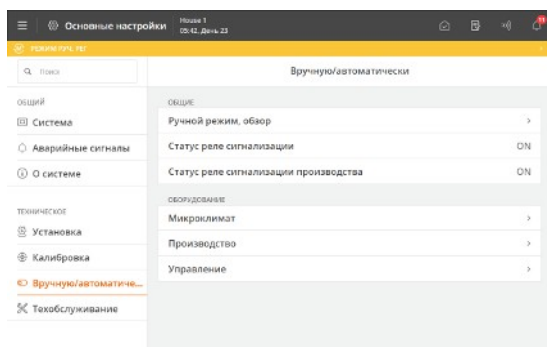 Основные настройки
House 1
05:42, День 23
РЕЖИМ РУЧ. РЕГ
Поиск
Вручную/автоматически
ОБЩИЙ
Система
Аварийные сигналы
О системе
ТЕХНИЧЕСКОЕ
Установка
Калибровка
Вручную/автоматиче...
Техобслуживание
ОБЩИЕ
Ручной режим, обзор
Статус реле сигнализации ON
Статус реле сигнализации производства ON
ОБОРУДОВАНИЕ
Микроклимат
Производство
Управление